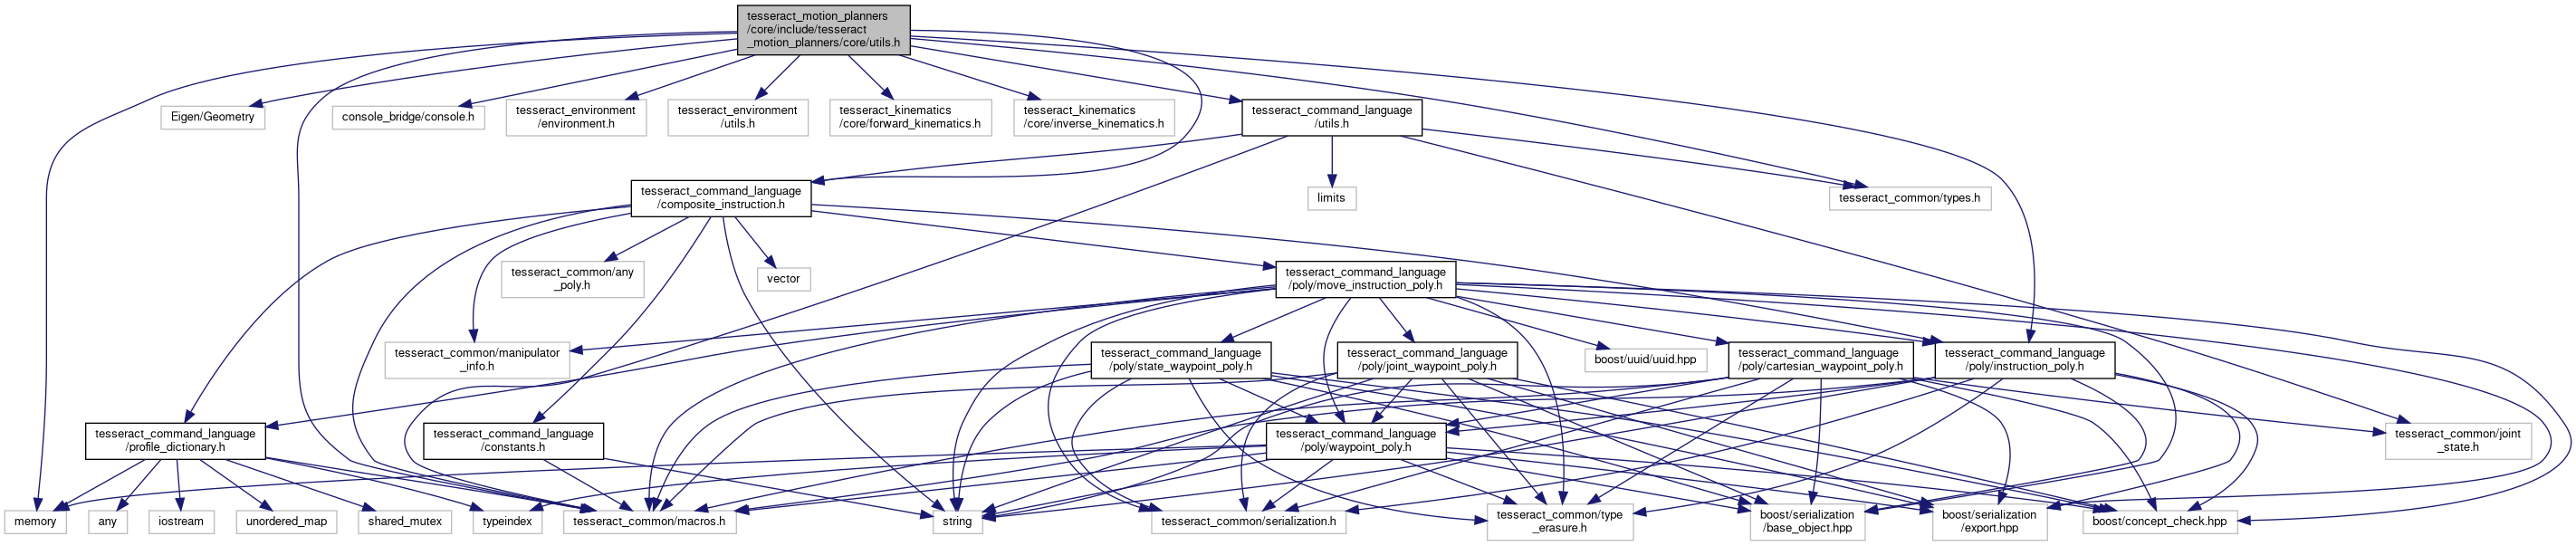 tesseract_motion_planners
/core/include/tesseract
_motion_planners/core/utils.h
Eigen/Geometry
console_bridge/console.h
tesseract_environment
/environment.h
tesseract_environment
/utils.h
tesseract_kinematics
/core/forward_kinematics.h
tesseract_kinematics
/core/inverse_kinematics.h
tesseract_command_language
/utils.h
tesseract_command_language
/composite_instruction.h
limits
tesseract_common/types.h
tesseract_common/any
_poly.h
vector
tesseract_command_language
/poly/move_instruction_poly.h
tesseract_common/manipulator
_info.h
tesseract_command_language
/poly/state_waypoint_poly.h
tesseract_command_language
/poly/joint_waypoint_poly.h
boost/uuid/uuid.hpp
tesseract_command_language
/poly/cartesian_waypoint_poly.h
tesseract_command_language
/poly/instruction_poly.h
tesseract_command_language
/profile_dictionary.h
tesseract_command_language
/constants.h
tesseract_command_language
/poly/waypoint_poly.h
tesseract_common/joint
_state.h
memory
any
iostream
unordered_map
shared_mutex
typeindex
tesseract_common/macros.h
string
tesseract_common/serialization.h
tesseract_common/type
_erasure.h
boost/serialization
/base_object.hpp
boost/serialization
/export.hpp
boost/concept_check.hpp